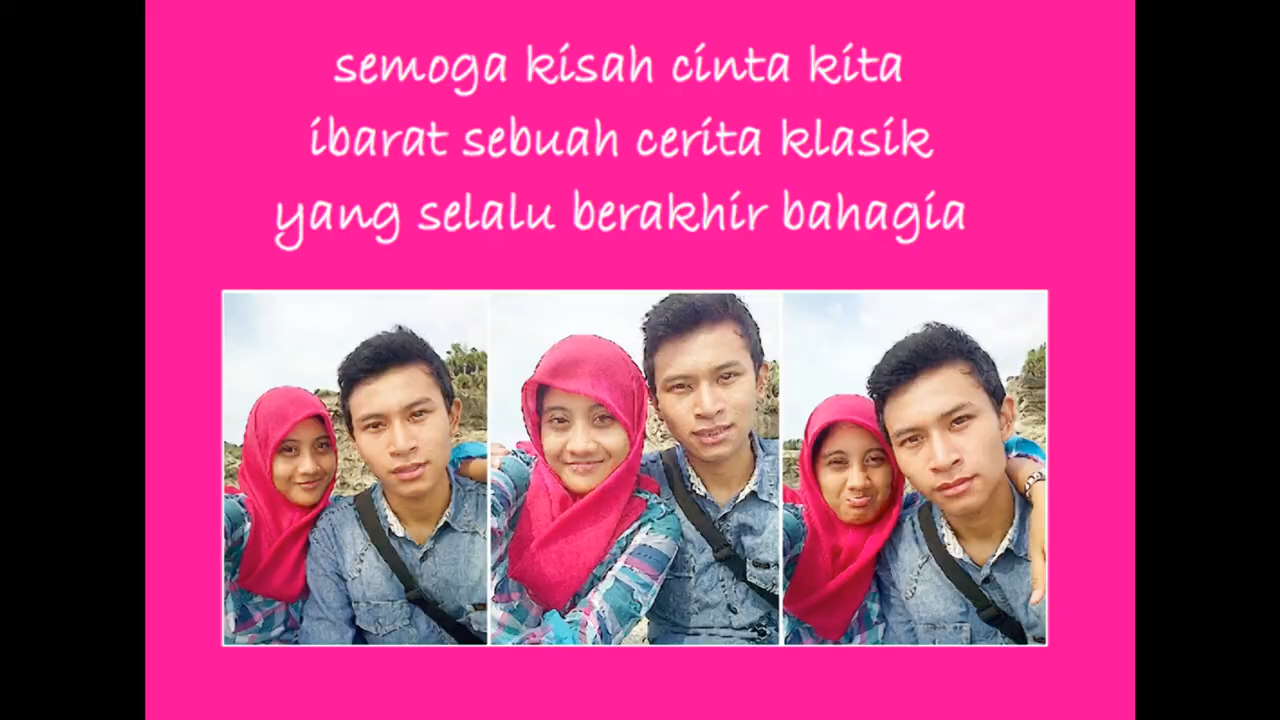 semoga kisah cinta kita
ibarat sebuah cerita klasik
yang selalu berakhir bahagia